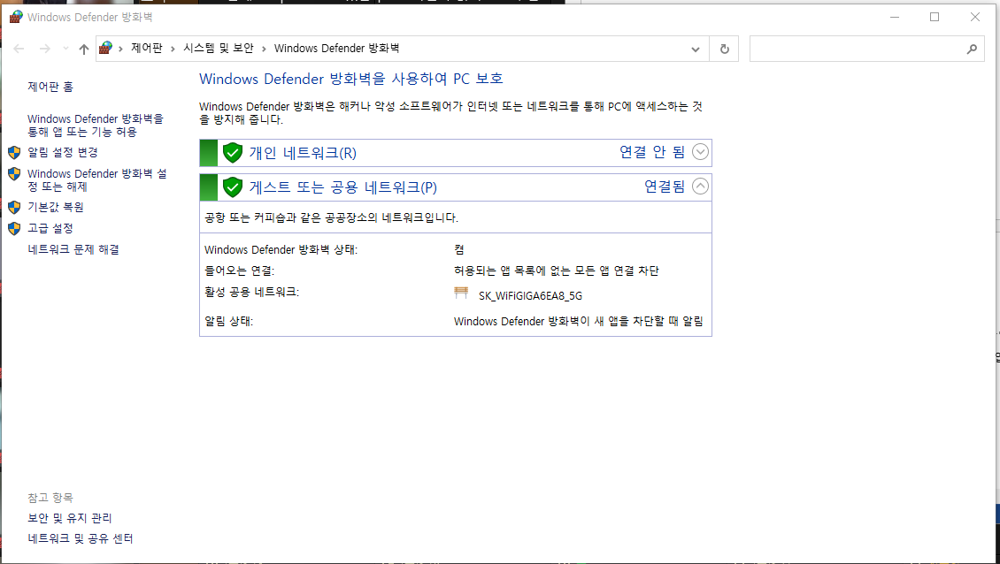 Windows Defender 방화벽
제어판 > 시스템 및 보안 > Windows Defender 방화벽
제어판 홈
Windows Defender 방화벽을
통해 앱 또는 기능 허용
알림 설정 변경
Windows Defender 방화벽 설
정 또는 해제
기본값 복원
고급 설정
네트워크 문제 해결
Windows Defender 방화벽을 사용하여 PC 보호
Windows Defender 방화벽은 해커나 악성 소프트웨어가 인터넷 또는 네트워크를 통해 PC에 액세스하는 것
을 방지해 줍니다.
개인 네트워크(R) 연결 안 됨
게스트 또는 공용 네트워크(P) 연결됨
공항 또는 커피숍과 같은 공공장소의 네트워크입니다.
Windows Defender 방화벽 상태: 켬
들어오는 연결: 허용되는 앱 목록에 없는 모든 앱 연결 차단
활성 공용 네트워크: SK_WiFiGIGA6EA8_5G
알림 상태: Windows Defender 방화벽이 새 앱을 차단할 때 알림
참고 항목
보안 및 유지 관리
네트워크 및 공유 센터